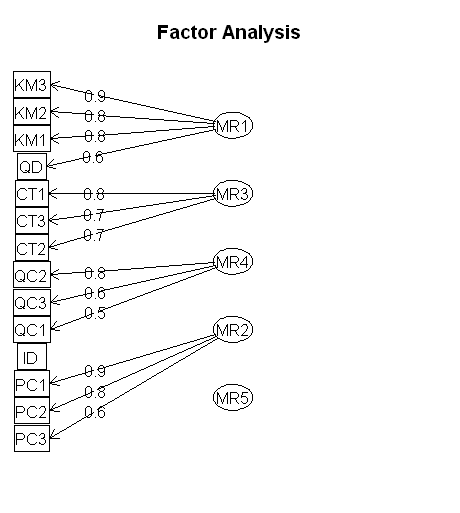 Factor Analysis
KM3
KM2
KM1
QD
CT1
CT3
CT2
QC2
QC3
QC1
ID
PC1
PC2
PC3
0.9
0.8
0.8
0.6
0.8
0.7
0.7
0.8
0.6
0.5
0.9
0.8
0.6
MR1
MR3
MR4
MR2
MR5